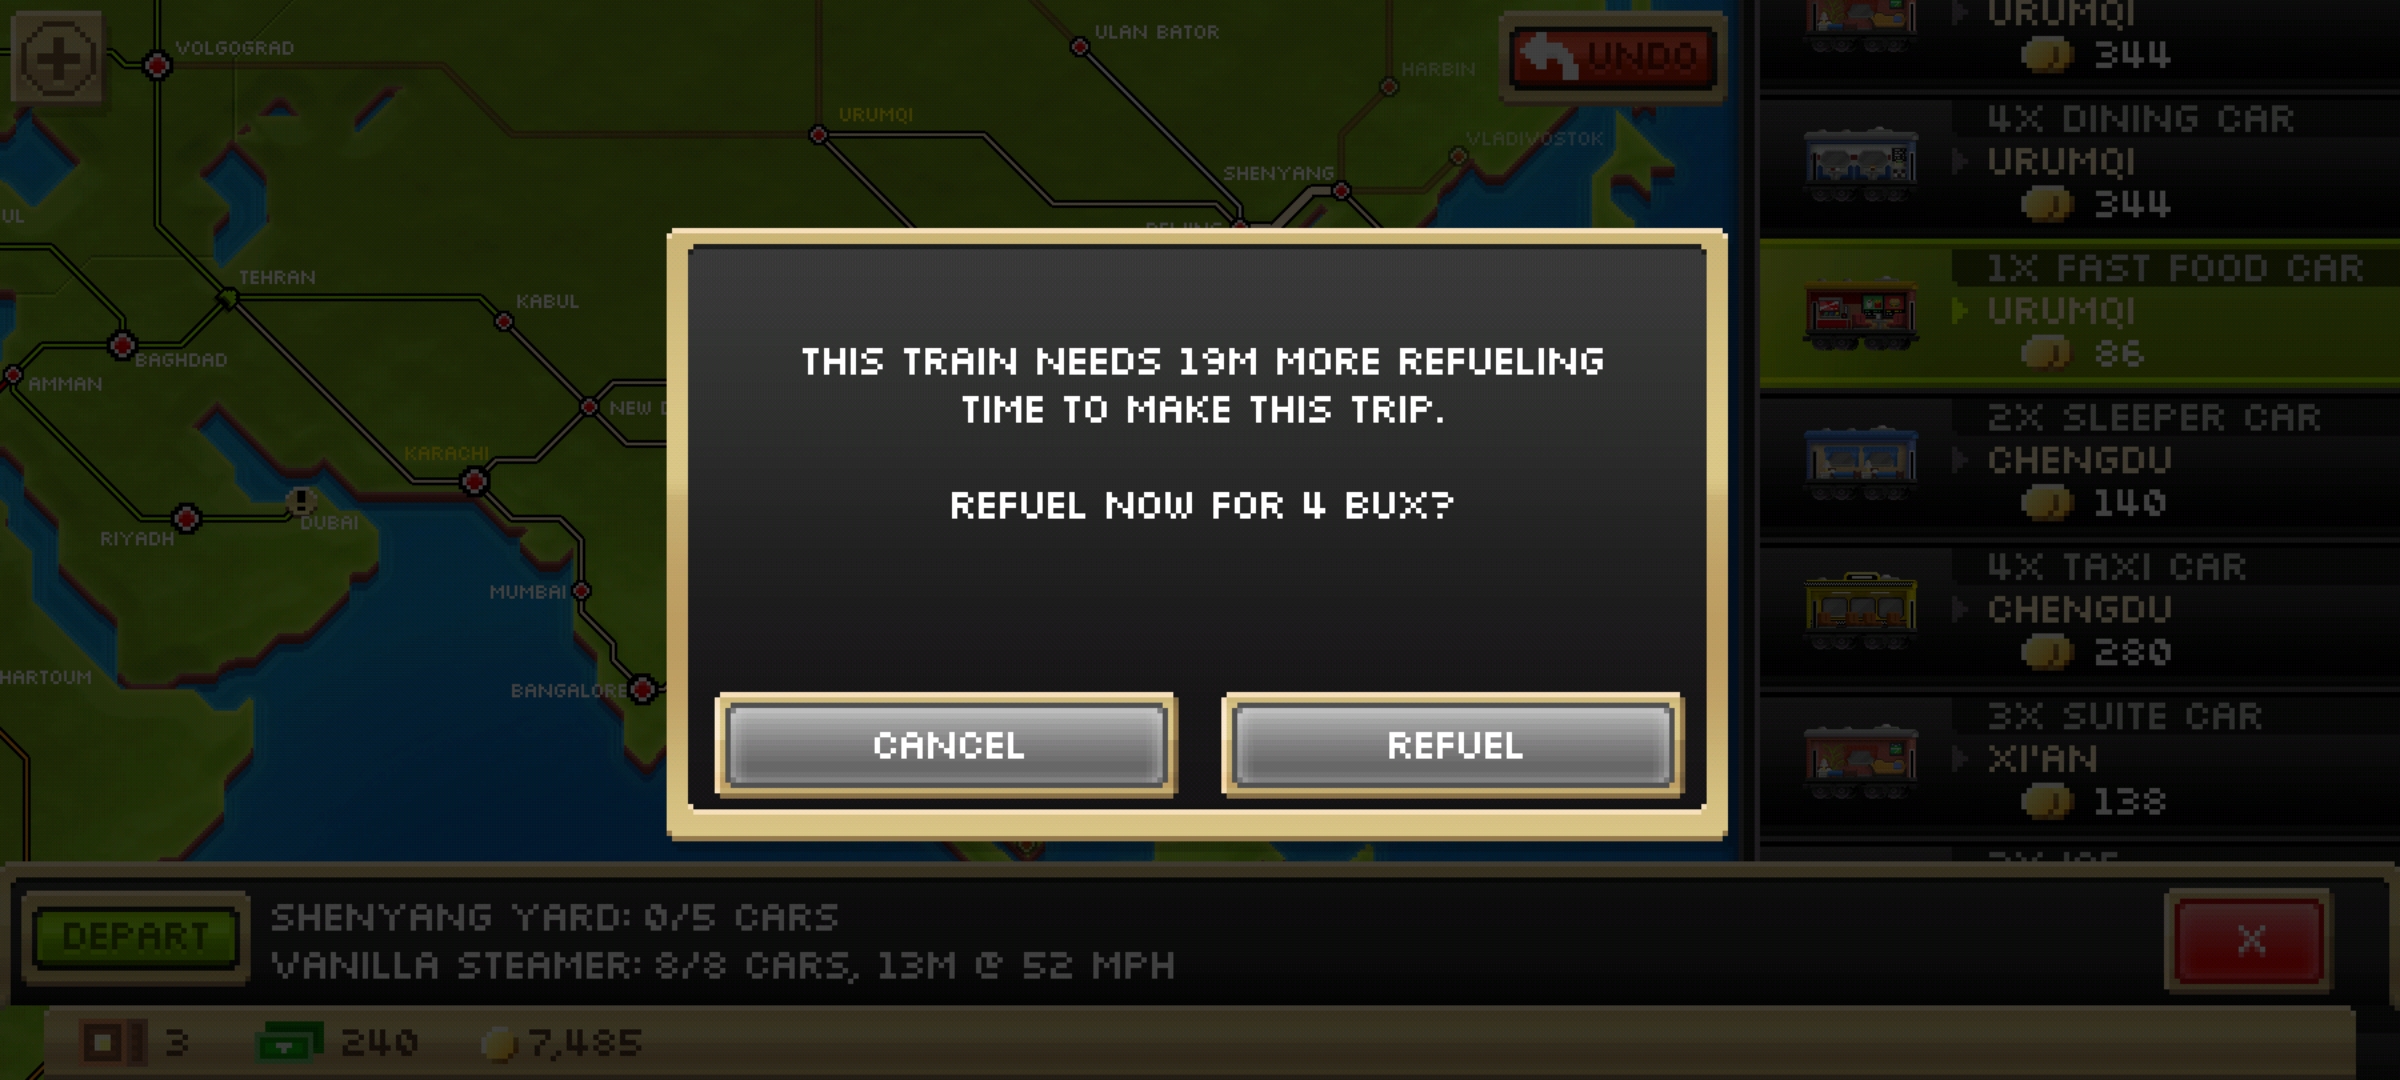 VOLGOGRAD
ULAN BATOR
UNDO
HARBIN
URUMQI
VLADIVOSTOK
SHENYANG
BEIJING
UL
TEHRAN
KABUL
BAGHDAD
AMMAN
NEW D
KARACHI
DUBAI
RIYADH
MUMBAI
HARTOUM
BANGALORE
THIS TRAIN NEEDS 19M MORE REFUELING
TIME TO MAKE THIS TRIP.
REFUEL NOW FOR 4 BUX?
CANCEL
REFUEL
URUMQI
344
4X DINING CAR
URUMQI
344
1X FAST FOOD CAR
URUMQI
86
2X SLEEPER CAR
CHENGDU
140
4X TAXI CAR
CHENGDU
280
3X SUITE CAR
XI'AN
138
DEPART
SHENYANG YARD: 0/5 CARS
VANILLA STEAMER: 8/8 CARS, 13M @ 52 MPH
X
3
240
7,485